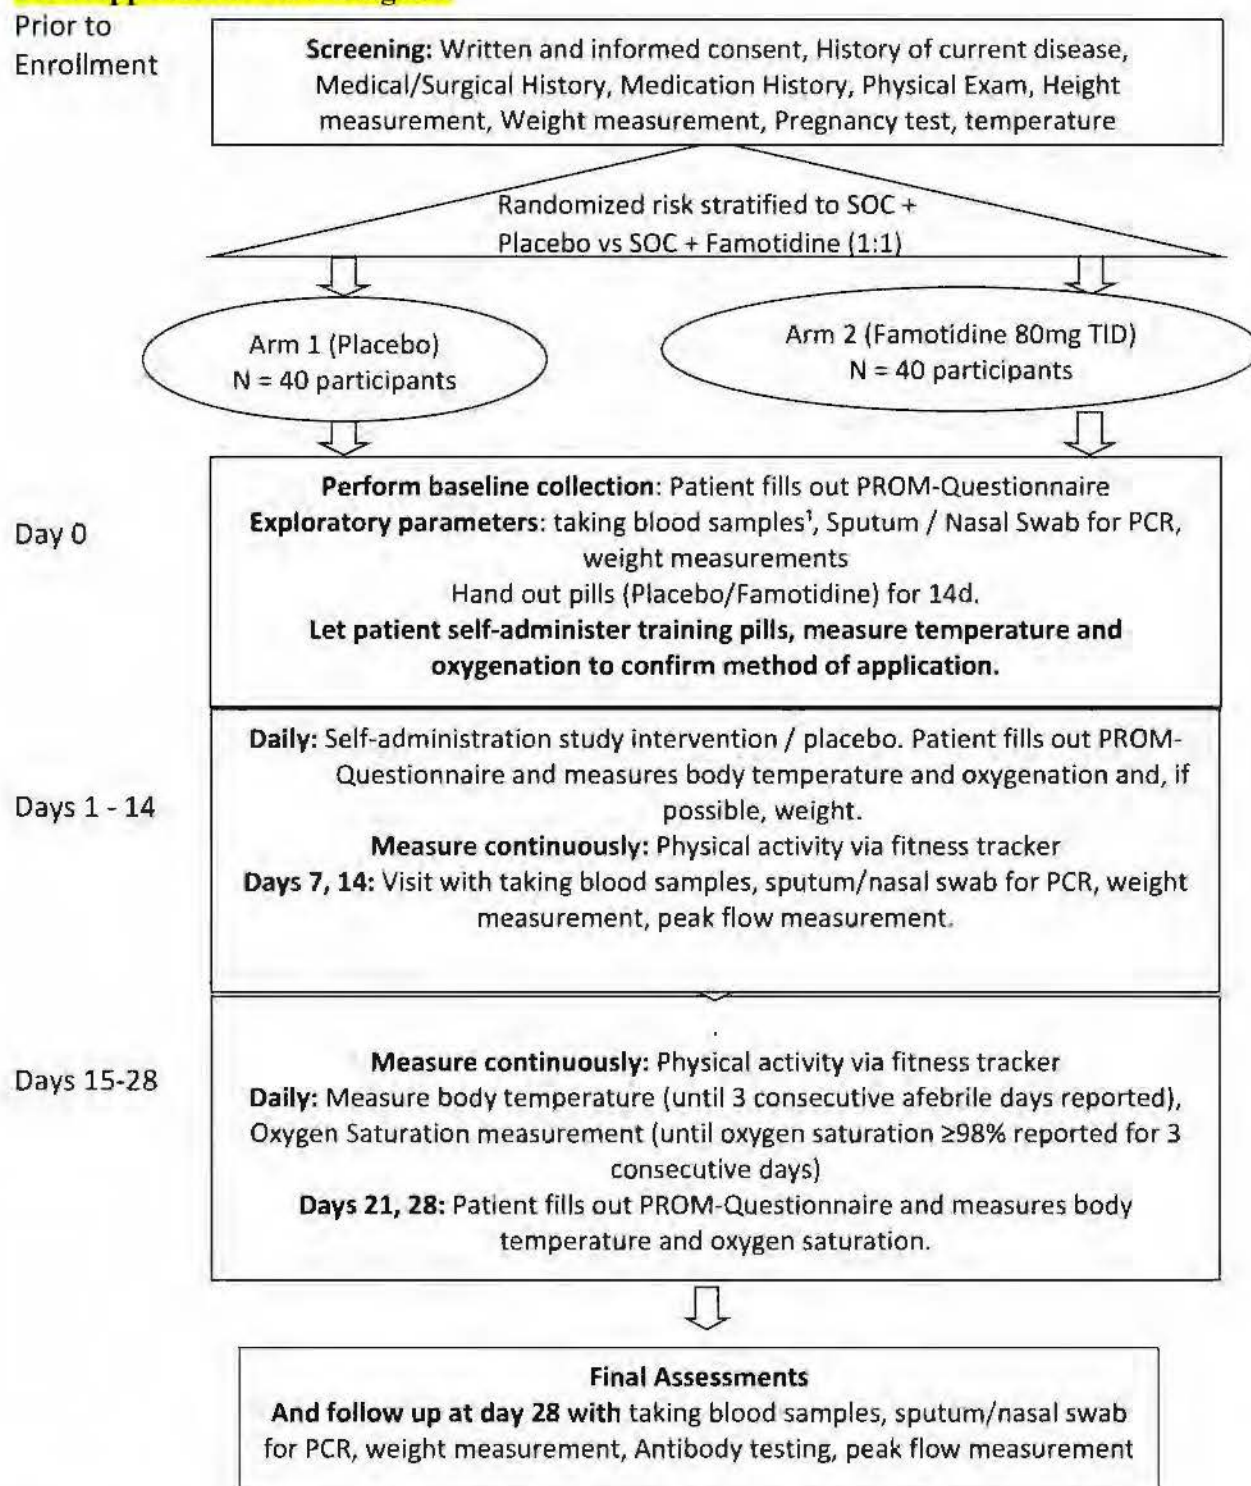 Prior to
Enrollment
Screening: Written and informed consent, History of current disease,
Medical/Surgical History, Medication History, Physical Exam, Height
measurement, Weight measurement, Pregnancy test, temperature
Randomized risk stratified to SOC +
Placebo vs SOC + Famotidine (1:1)
Arm 1 (Placebo)
N = 40 participants
Arm 2 (Famotidine 80mg TID)
N = 40 participants
Day 0
Perform baseline collection: Patient fills out PROM-Questionnaire
Exploratory parameters: taking blood samples¹, Sputum / Nasal Swab for PCR,
weight measurements
Hand out pills (Placebo/Famotidine) for 14d.
Let patient self-administer training pills, measure temperature and
oxygenation to confirm method of application.
Days 1 - 14
Daily: Self-administration study intervention / placebo. Patient fills out PROM-
Questionnaire and measures body temperature and oxygenation and, if
possible, weight.
Measure continuously: Physical activity via fitness tracker
Days 7, 14: Visit with taking blood samples, sputum/nasal swab for PCR, weight
measurement, peak flow measurement.
Days 15-28
Measure continuously: Physical activity via fitness tracker
Daily: Measure body temperature (until 3 consecutive afebrile days reported),
Oxygen Saturation measurement (until oxygen saturation ≥98% reported for 3
consecutive days)
Days 21, 28: Patient fills out PROM-Questionnaire and measures body
temperature and oxygen saturation.
Final Assessments
And follow up at day 28 with taking blood samples, sputum/nasal swab
for PCR, weight measurement, Antibody testing, peak flow measurement